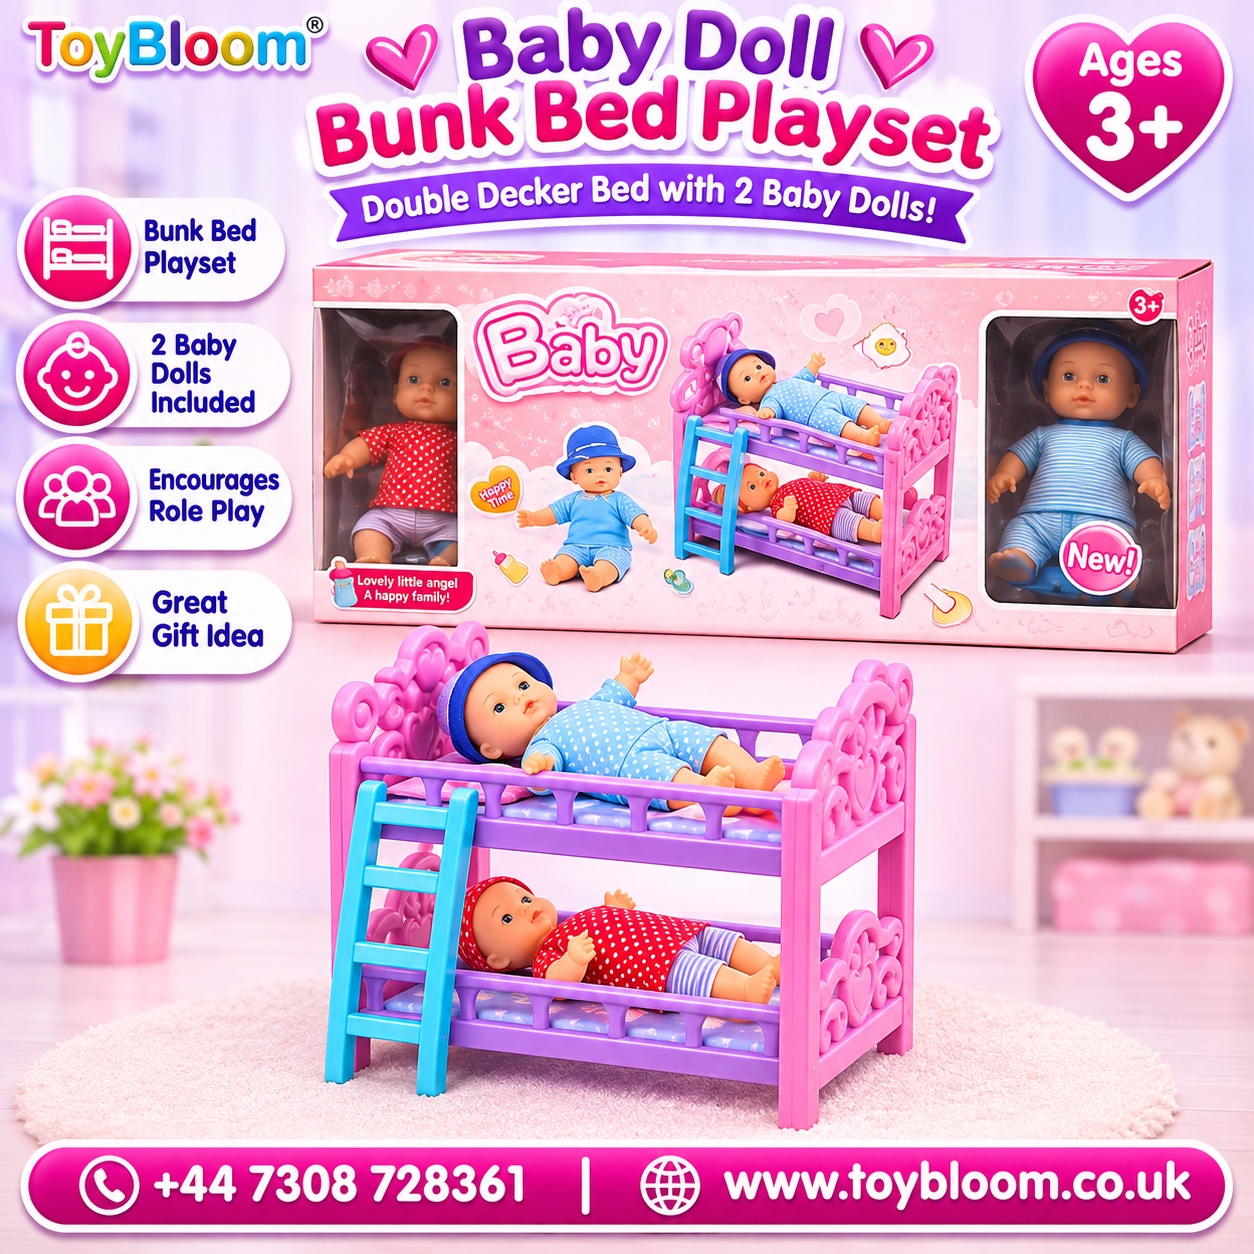 ToyBloom®
Baby Doll
Bunk Bed Playset
Double Decker Bed with 2 Baby Dolls!
Ages
3+
Bunk Bed
Playset
2 Baby
Dolls
Included
Encourages
Role Play
Great
Gift Idea
Baby
3+
Happy
Time
New!
Lovely little angel
A happy family!
+44 7308 728361 | www.toybloom.co.uk